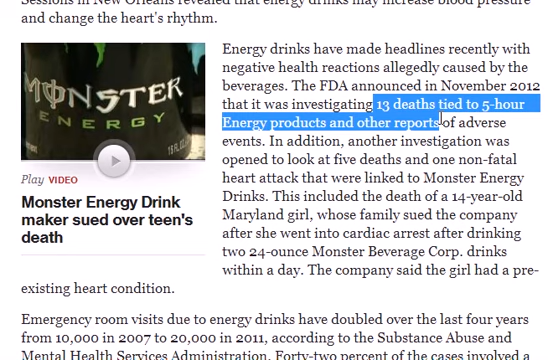 Sessions in New Orleans revealed that energy drinks may increase blood pressure
and change the heart's rhythm.
MONSTER
ENERGY
Play VIDEO
Monster Energy Drink
maker sued over teen's
death
Energy drinks have made headlines recently with
negative health reactions allegedly caused by the
beverages. The FDA announced in November 2012
that it was investigating 13 deaths tied to 5-hour
Energy products and other reports of adverse
events. In addition, another investigation was
opened to look at five deaths and one non-fatal
heart attack that were linked to Monster Energy
Drinks. This included the death of a 14-year-old
Maryland girl, whose family sued the company
after she went into cardiac arrest after drinking
two 24-ounce Monster Beverage Corp. drinks
within a day. The company said the girl had a pre-
existing heart condition.
Emergency room visits due to energy drinks have doubled over the last four years
from 10,000 in 2007 to 20,000 in 2011, according to the Substance Abuse and
Mental Health Services Administration. Forty-two percent of the cases involved a